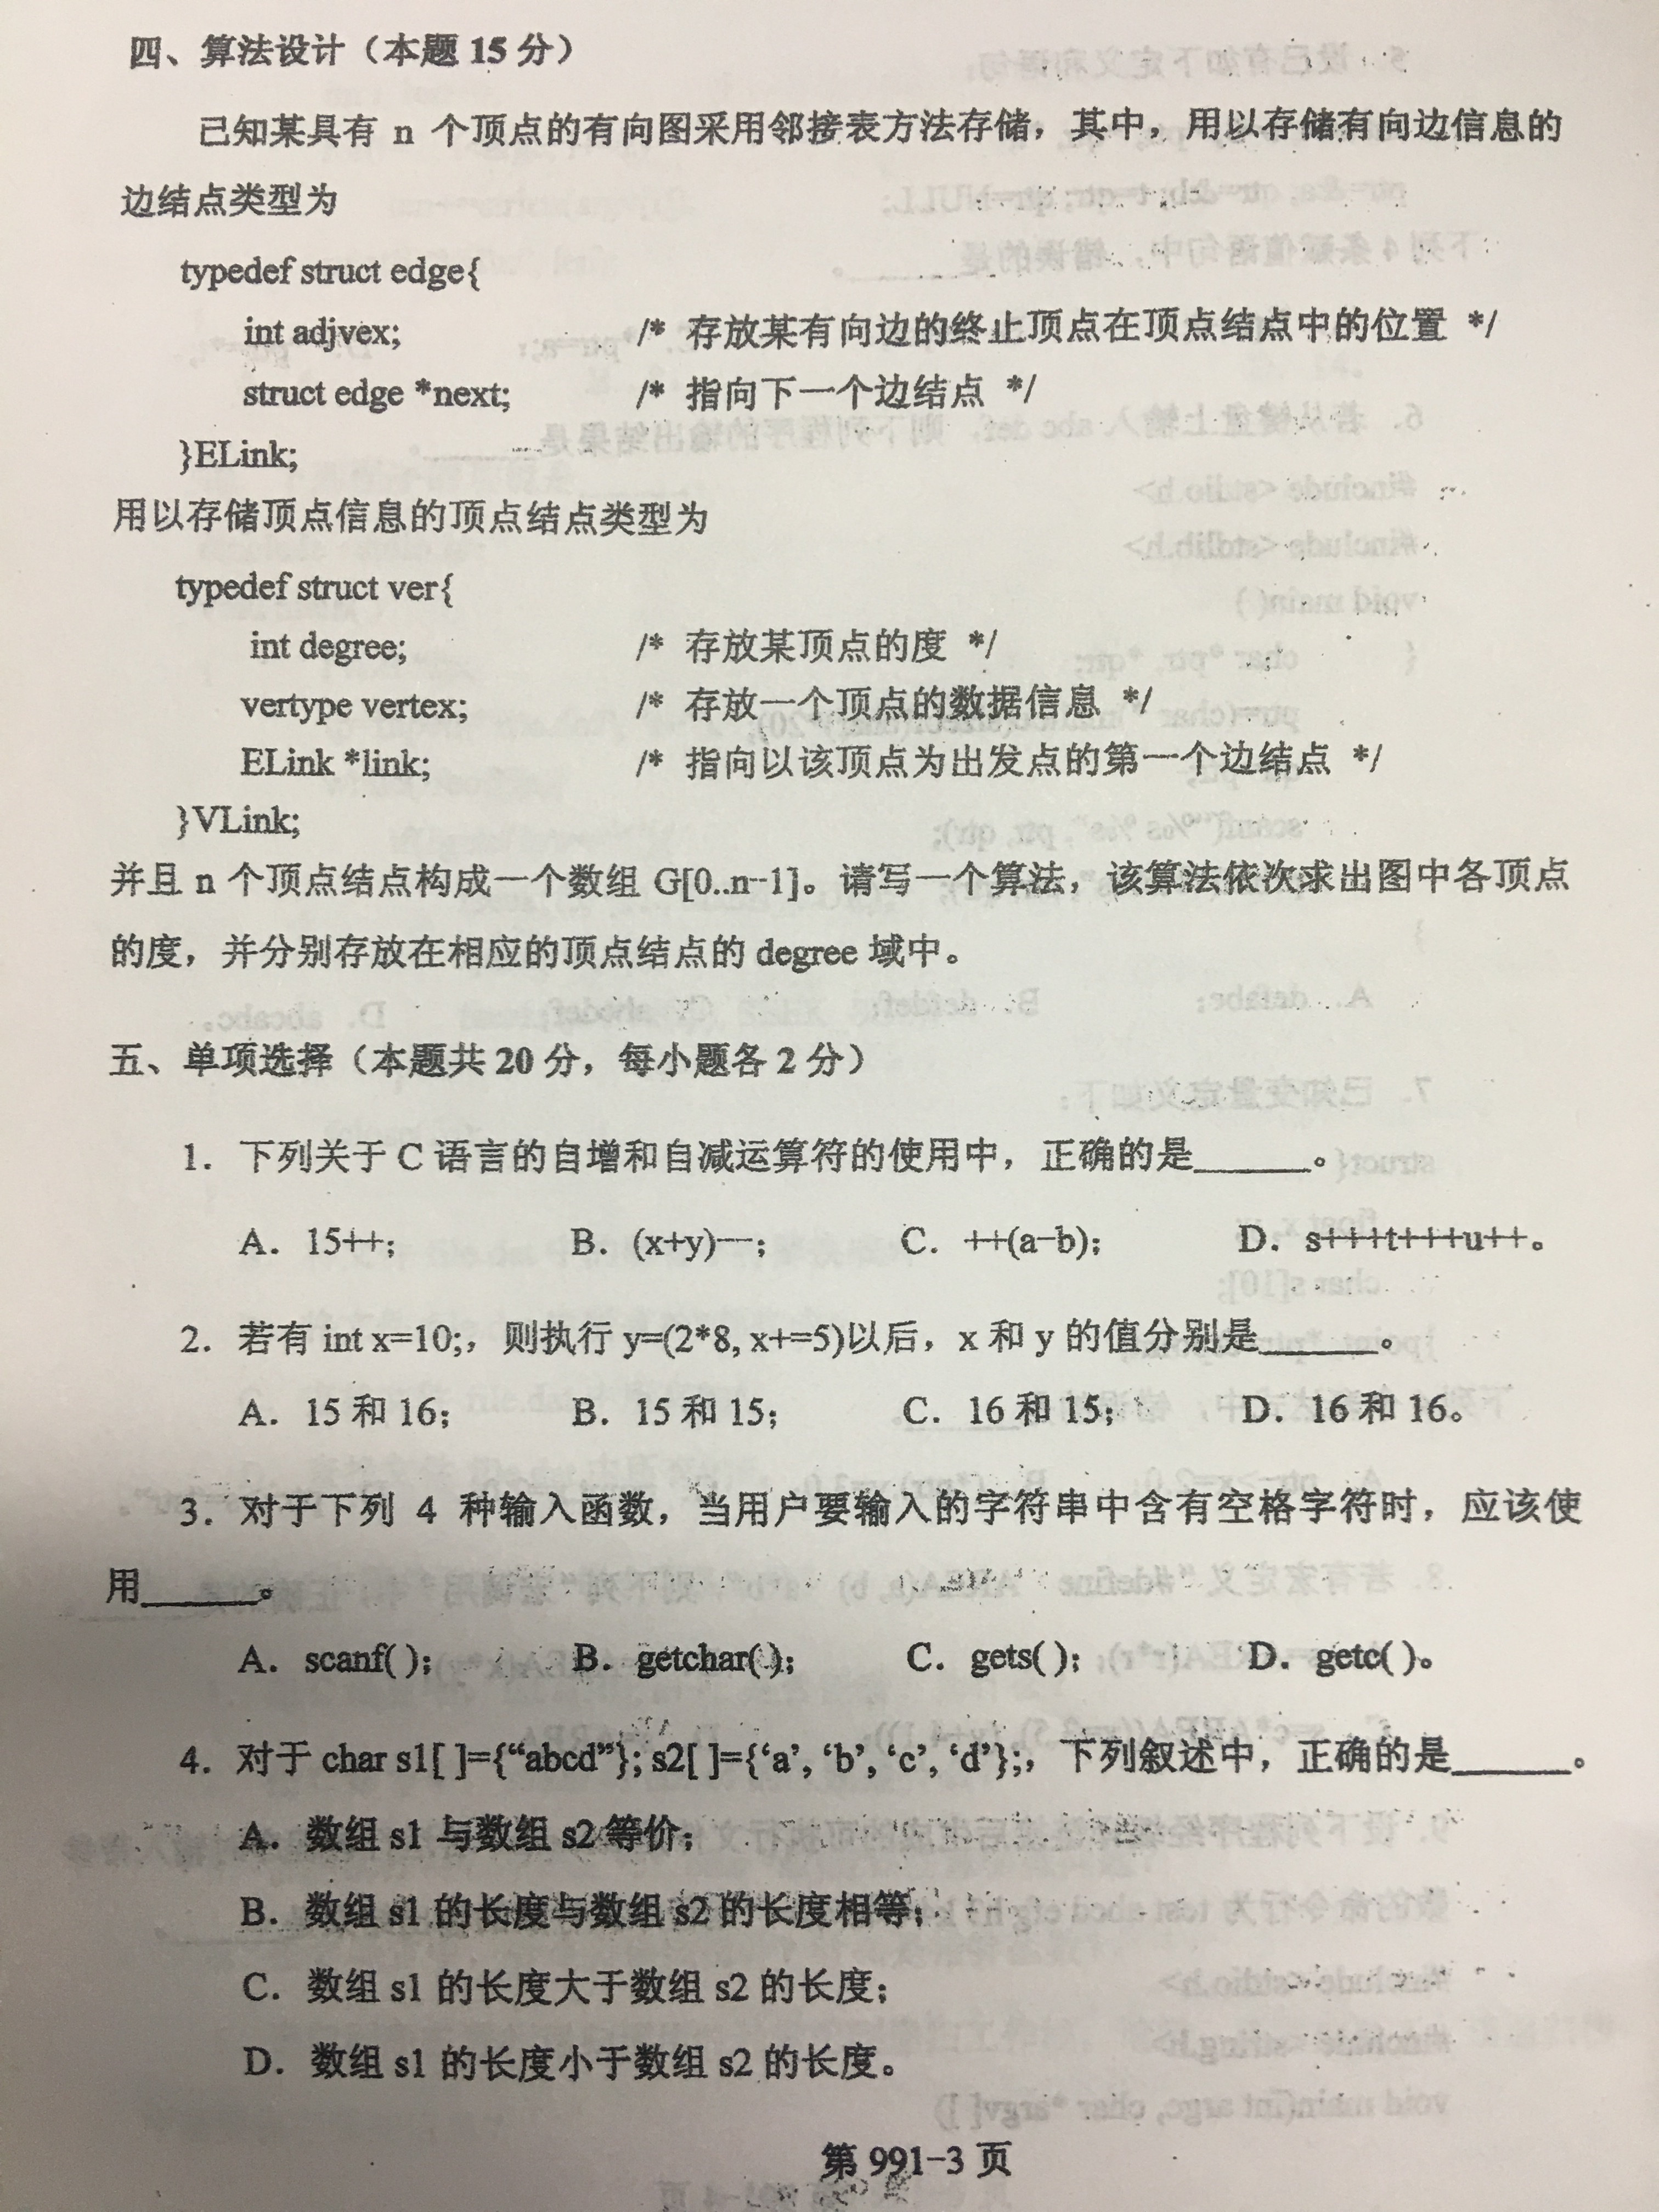 四、算法设计（本题 15 分）
已知某具有 n 个顶点的有向图采用邻接表方法存储，其中，用以存储有向边信息的
边结点类型为
typedef struct edge{
int adjvex; /* 存放某有向边的终止顶点在顶点结点中的位置 */
struct edge *next; /* 指向下一个边结点 */
}ELink;
用以存储顶点信息的顶点结点类型为
typedef struct ver{
int degree; /* 存放某顶点的度 */
vertype vertex; /* 存放一个顶点的数据信息 */
ELink *link; /* 指向以该顶点为出发点的第一个边结点 */
}VLink;
并且 n 个顶点结点构成一个数组 G[0..n-1]。请写一个算法，该算法依次求出图中各顶点
的度，并分别存放在相应的顶点结点的 degree 域中。
五、单项选择（本题共 20 分，每小题各 2 分）
1．下列关于 C 语言的自增和自减运算符的使用中，正确的是______。
A．15++； B．(x+y)--； C．++(a-b)； D．s+++t+++u++。
2．若有 int x=10;，则执行 y=(2*8, x+=5)以后，x 和 y 的值分别是______。
A．15 和 16； B．15 和 15； C．16 和 15； D．16 和 16。
3．对于下列 4 种输入函数，当用户要输入的字符串中含有空格字符时，应该使
用______。
A．scanf( )； B．getchar( )； C．gets( )； D．getc( )。
4．对于 char s1[ ]={“abcd”}; s2[ ]={‘a’, ‘b’, ‘c’, ‘d’};，下列叙述中，正确的是______。
A．数组 s1 与数组 s2 等价；
B．数组 s1 的长度与数组 s2 的长度相等；
C．数组 s1 的长度大于数组 s2 的长度；
D．数组 s1 的长度小于数组 s2 的长度。
第 991-3 页